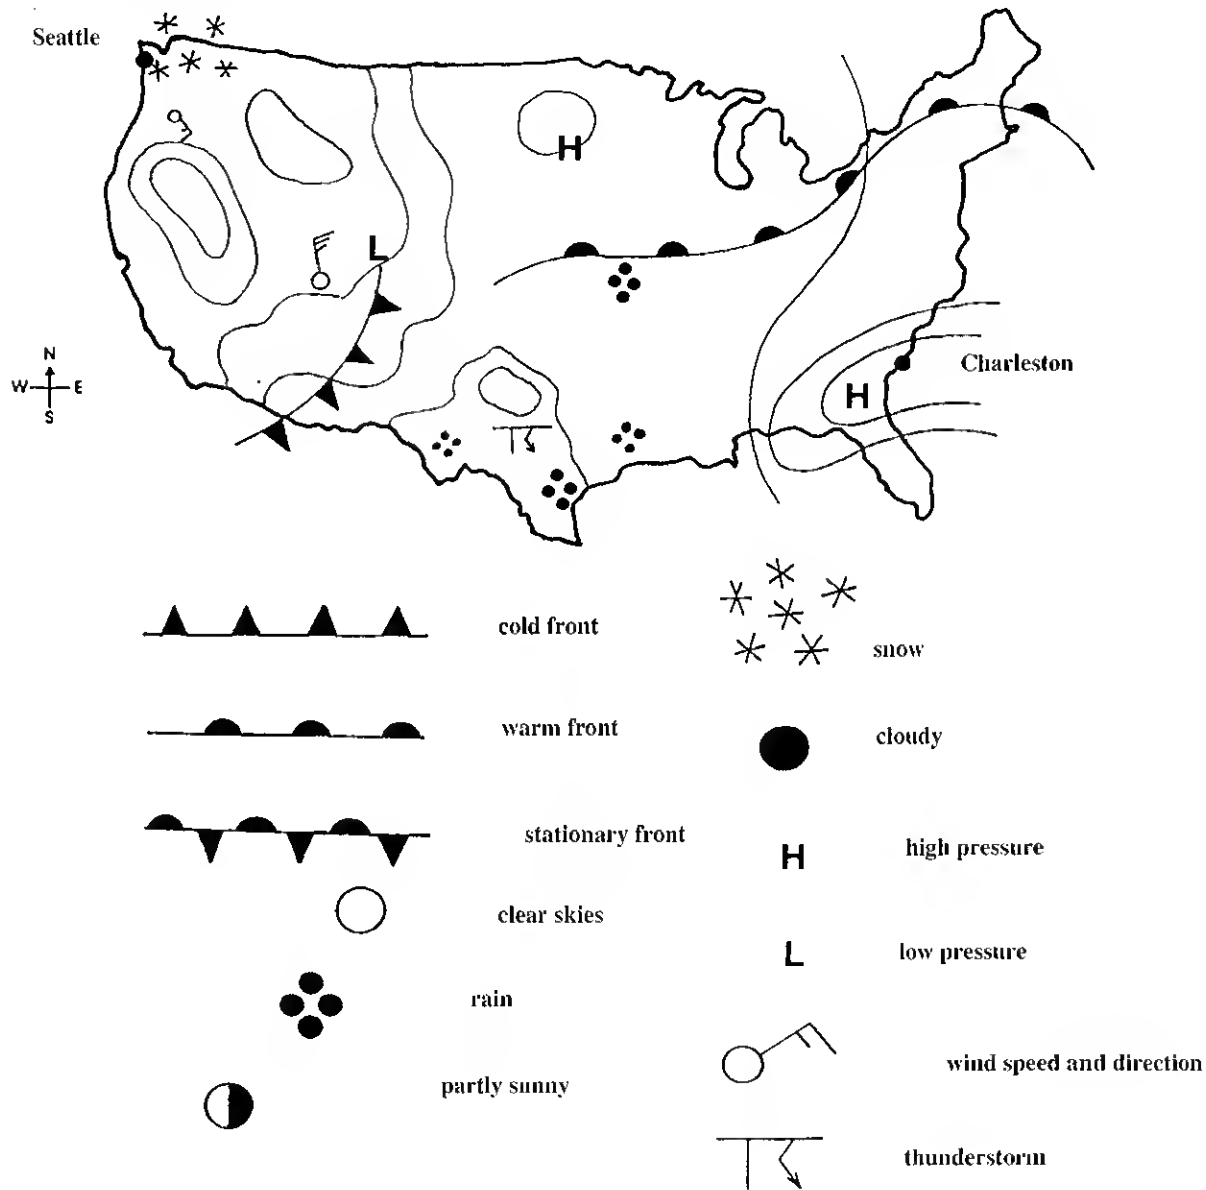 Seattle
H
L
N
W E
S
Charleston
H
cold front
snow
warm front
cloudy
stationary front
H
high pressure
clear skies
L
low pressure
rain
wind speed and direction
partly sunny
thunderstorm